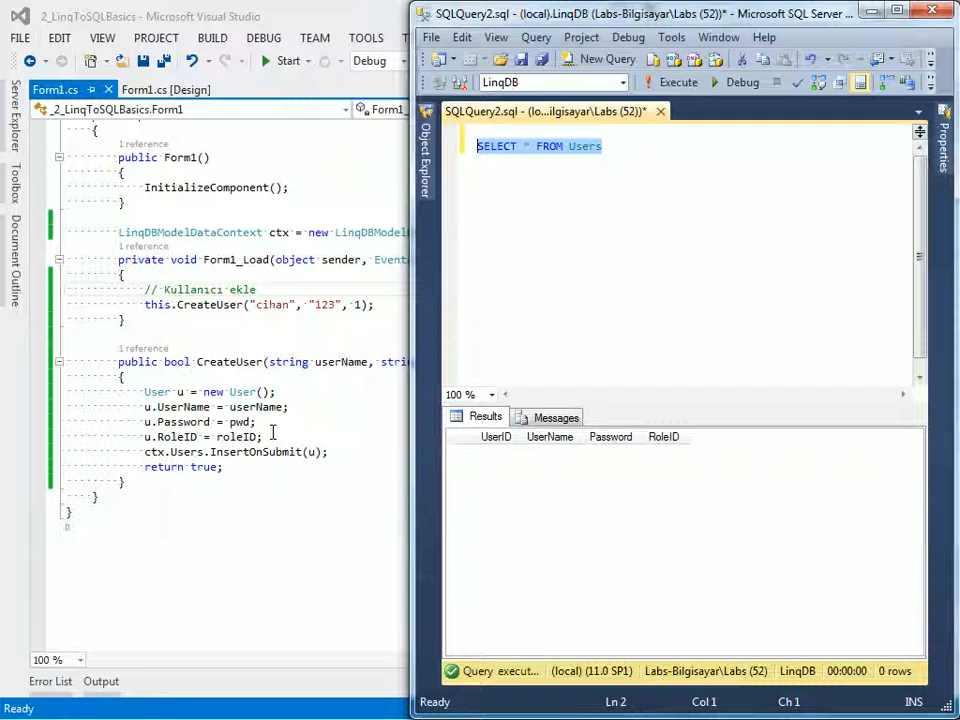 2_LinqToSQLBasics - Microsoft Visual Studio
FILE EDIT VIEW PROJECT BUILD DEBUG TEAM TOOLS
Start Debug
Form1.cs Form1.cs [Design]
_2_LinqToSQLBasics.Form1 Form1
Server Explorer
Toolbox
Document Outline
{
1 reference
public Form1()
{
InitializeComponent();
}
LinqDBModelDataContext ctx = new LinqDBMode
1 reference
private void Form1_Load(object sender, Event
{
// Kullanıcı ekle
this.CreateUser("cihan", "123", 1);
}
1 reference
public bool CreateUser(string userName, stri
{
User u = new User();
u.UserName = userName;
u.Password = pwd;
u.RoleID = roleID;
ctx.Users.InsertOnSubmit(u);
return true;
}
}
}
100 %
Error List Output
Ready
SQLQuery2.sql - (local).LinqDB (Labs-Bilgisayar\Labs (52))* - Microsoft SQL Server ...
File Edit View Query Project Debug Tools Window Help
New Query
LinqDB Execute Debug
SQLQuery2.sql - (lo...ilgisayar\Labs (52))*
Object Explorer
Properties
SELECT * FROM Users
100 %
Results Messages
UserID UserName Password RoleID
Query execut... (local) (11.0 SP1) Labs-Bilgisayar\Labs (52) LinqDB 00:00:00 0 rows
Ready Ln 2 Col 1 Ch 1 INS